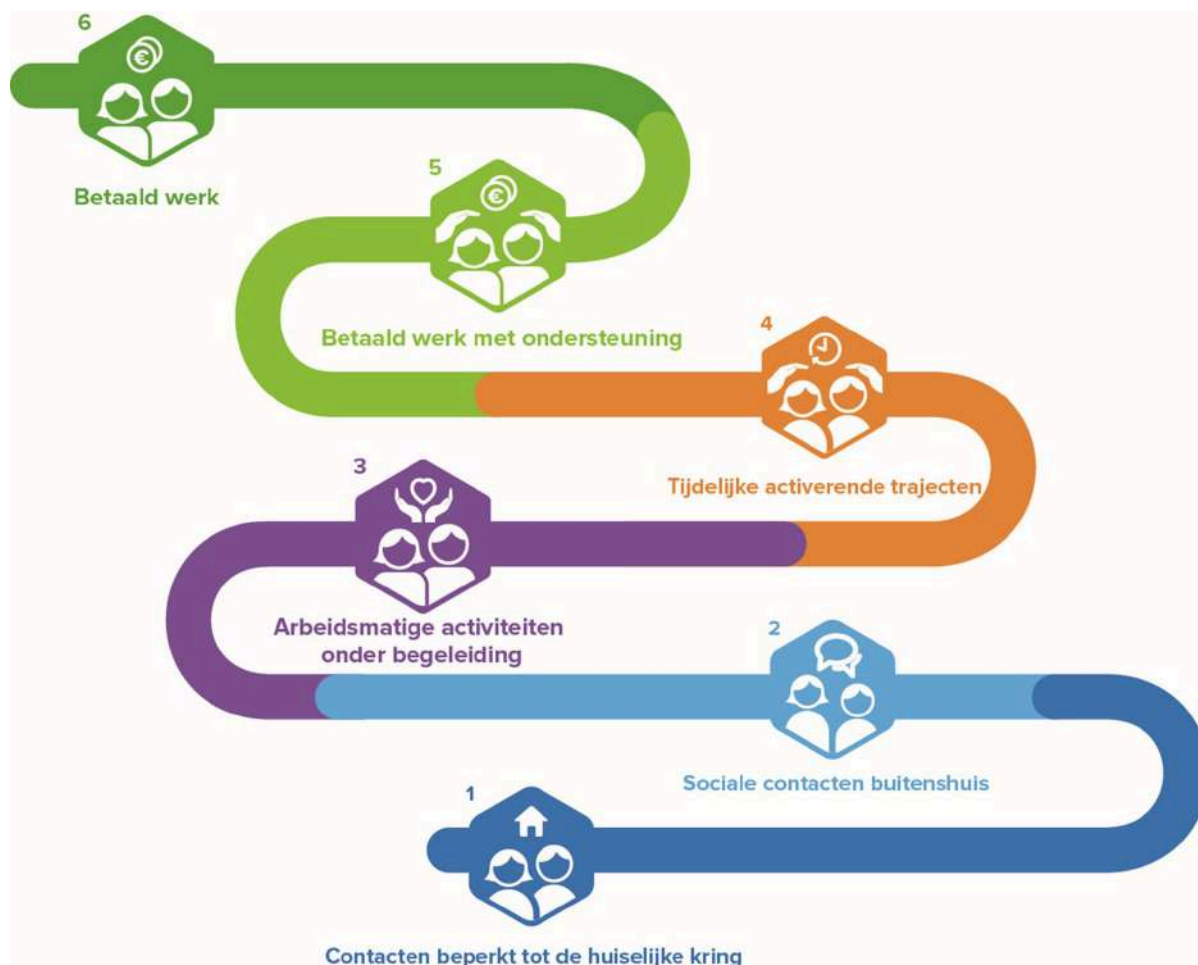 6
Betaald werk
5
Betaald werk met ondersteuning
4
Tijdelijke activerende trajecten
3
Arbeidsmatige activiteiten
onder begeleiding
2
Sociale contacten buitenshuis
1
Contacten beperkt tot de huiselijke kring